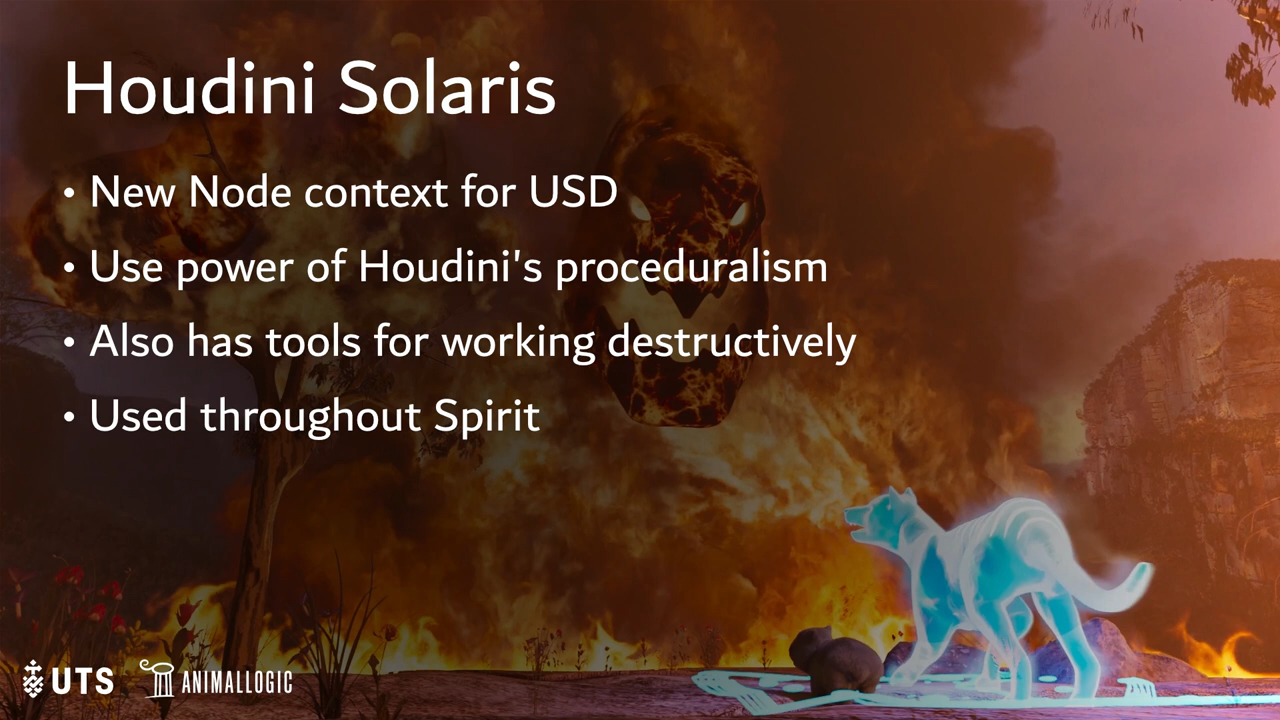 Houdini Solaris
• New Node context for USD
• Use power of Houdini's proceduralism
• Also has tools for working destructively
• Used throughout Spirit
UTS
ANIMALLOGIC